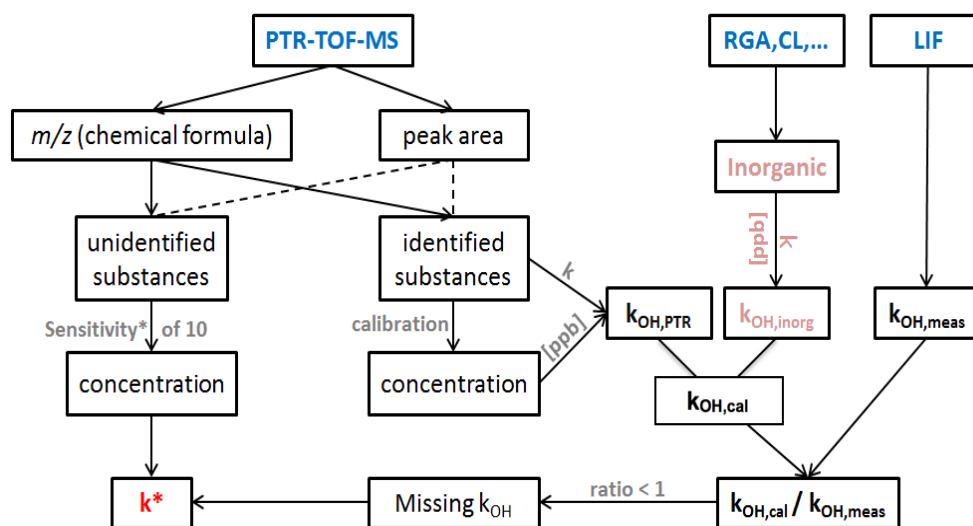 PTR-TOF-MS
RGA,CL,...
LIF
m/z (chemical formula)
peak area
Inorganic
k
[ppb]
unidentified
substances
identified
substances
k
Sensitivity* of 10
calibration
[ppb]
kOH,PTR
kOH,inorg
kOH,meas
concentration
concentration
kOH,cal
k*
Missing kOH
ratio < 1
kOH,cal / kOH,meas